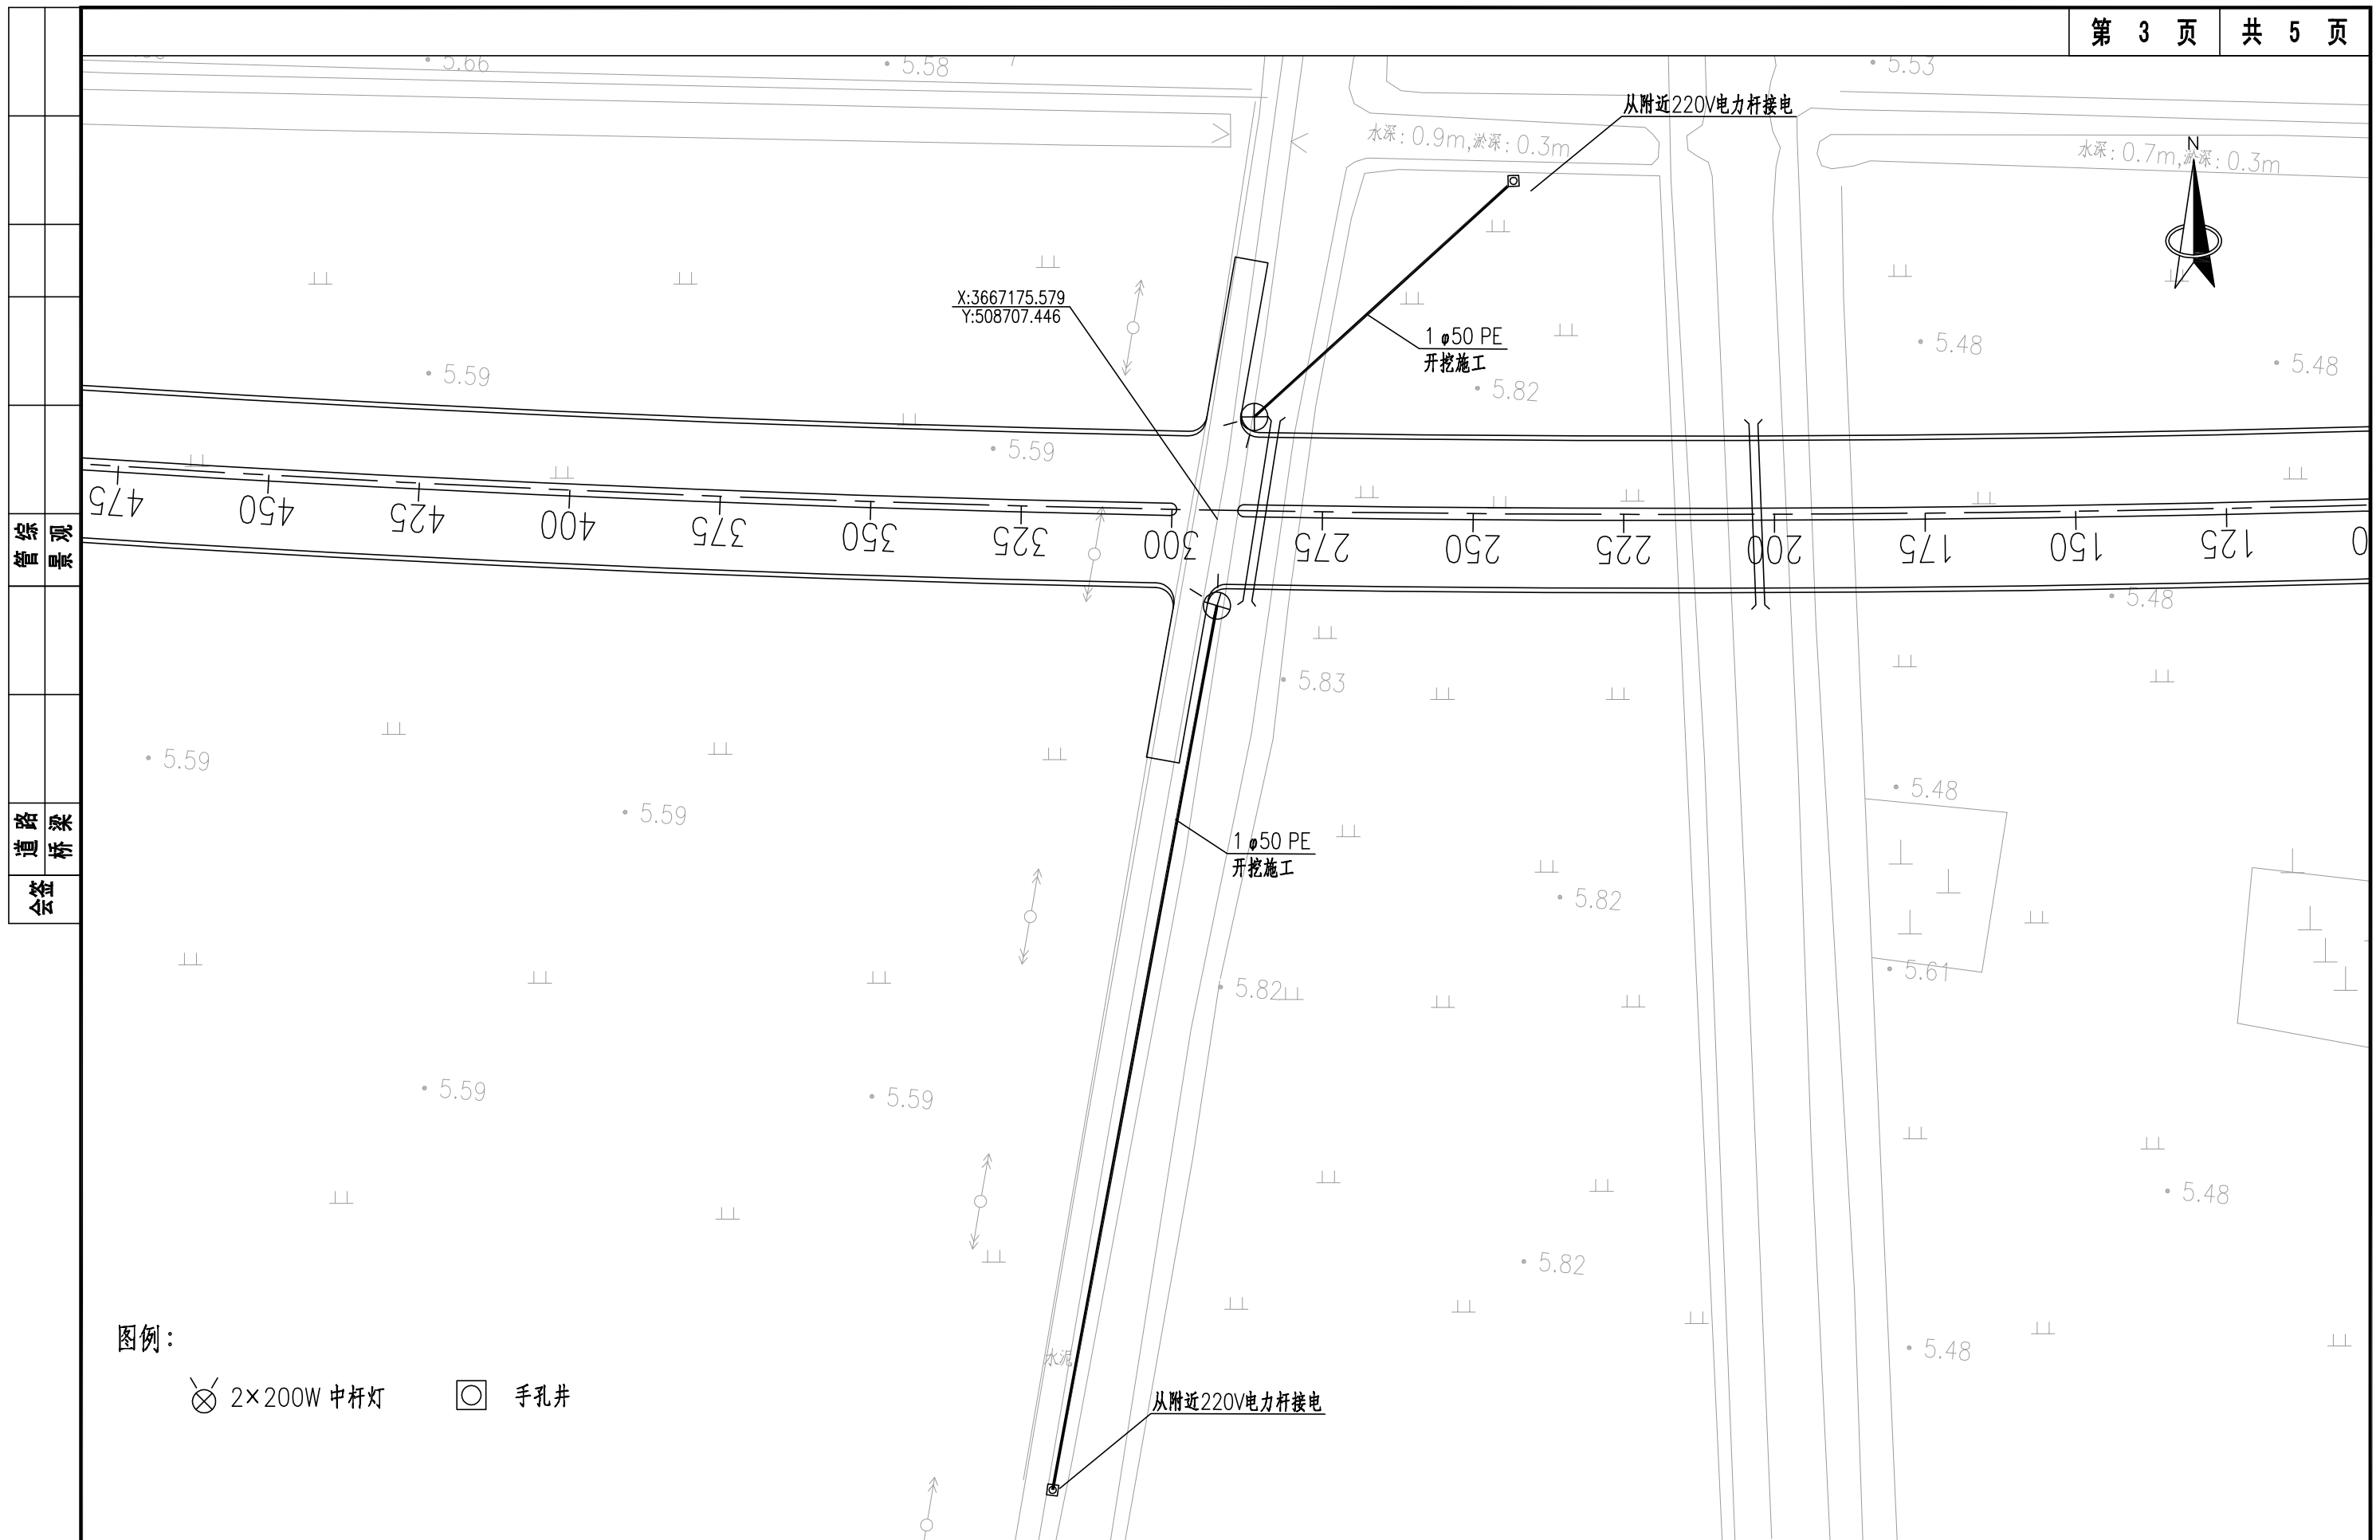 第 3 页 共 5 页
5.66
5.58
5.53
从附近220V电力杆接电
水深: 0.9m,淤深: 0.3m
水深: 0.7m,淤深: 0.3m
N
X:3667175.579
Y:508707.446
1 φ50 PE
开挖施工
5.59
5.82
5.48
5.48
5.59
475
450
425
400
375
350
325
300
275
250
225
200
175
150
125
0
综管
景观
5.48
5.83
5.59
5.59
5.48
道路
桥梁
会签
1 φ50 PE
开挖施工
5.82
5.61
5.82
5.59
5.59
5.48
5.82
图例:
5.48
水泥
2×200W 中杆灯
手孔井
从附近220V电力杆接电